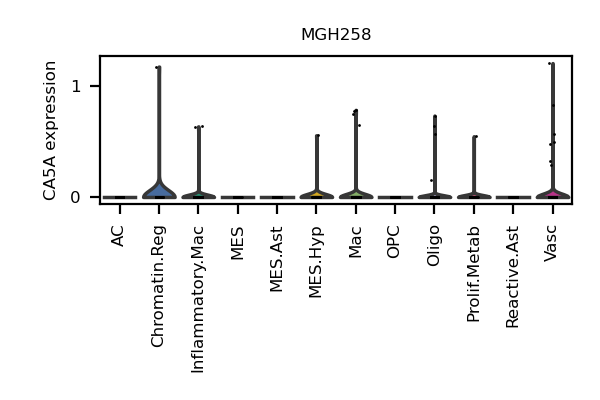 MGH258
CA5A expression
1
0
AC
Chromatin.Reg
Inflammatory.Mac
MES
MES.Ast
MES.Hyp
Mac
OPC
Oligo
Prolif.Metab
Reactive.Ast
Vasc